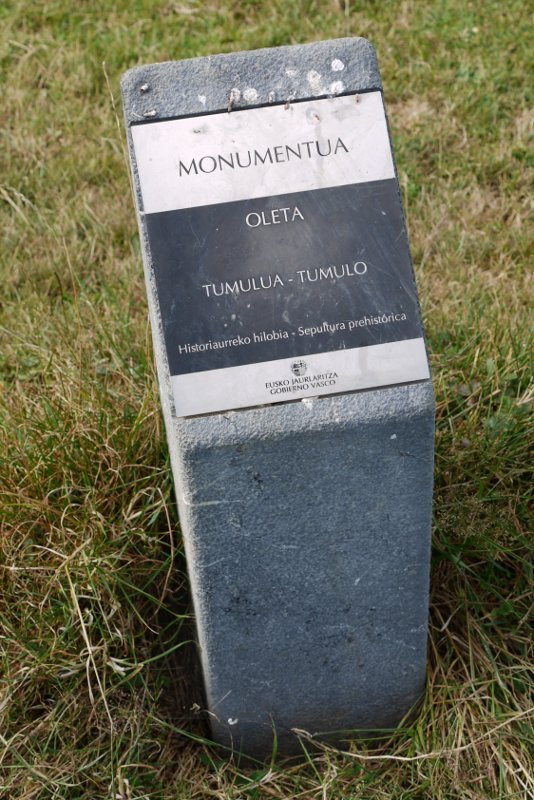 MONUMENTUA
OLETA
TUMULUA - TUMULO
Historiaurreko hilobia - Sepultura prehistórica
EUSKO JAURLARITZA
GOBIERNO VASCO